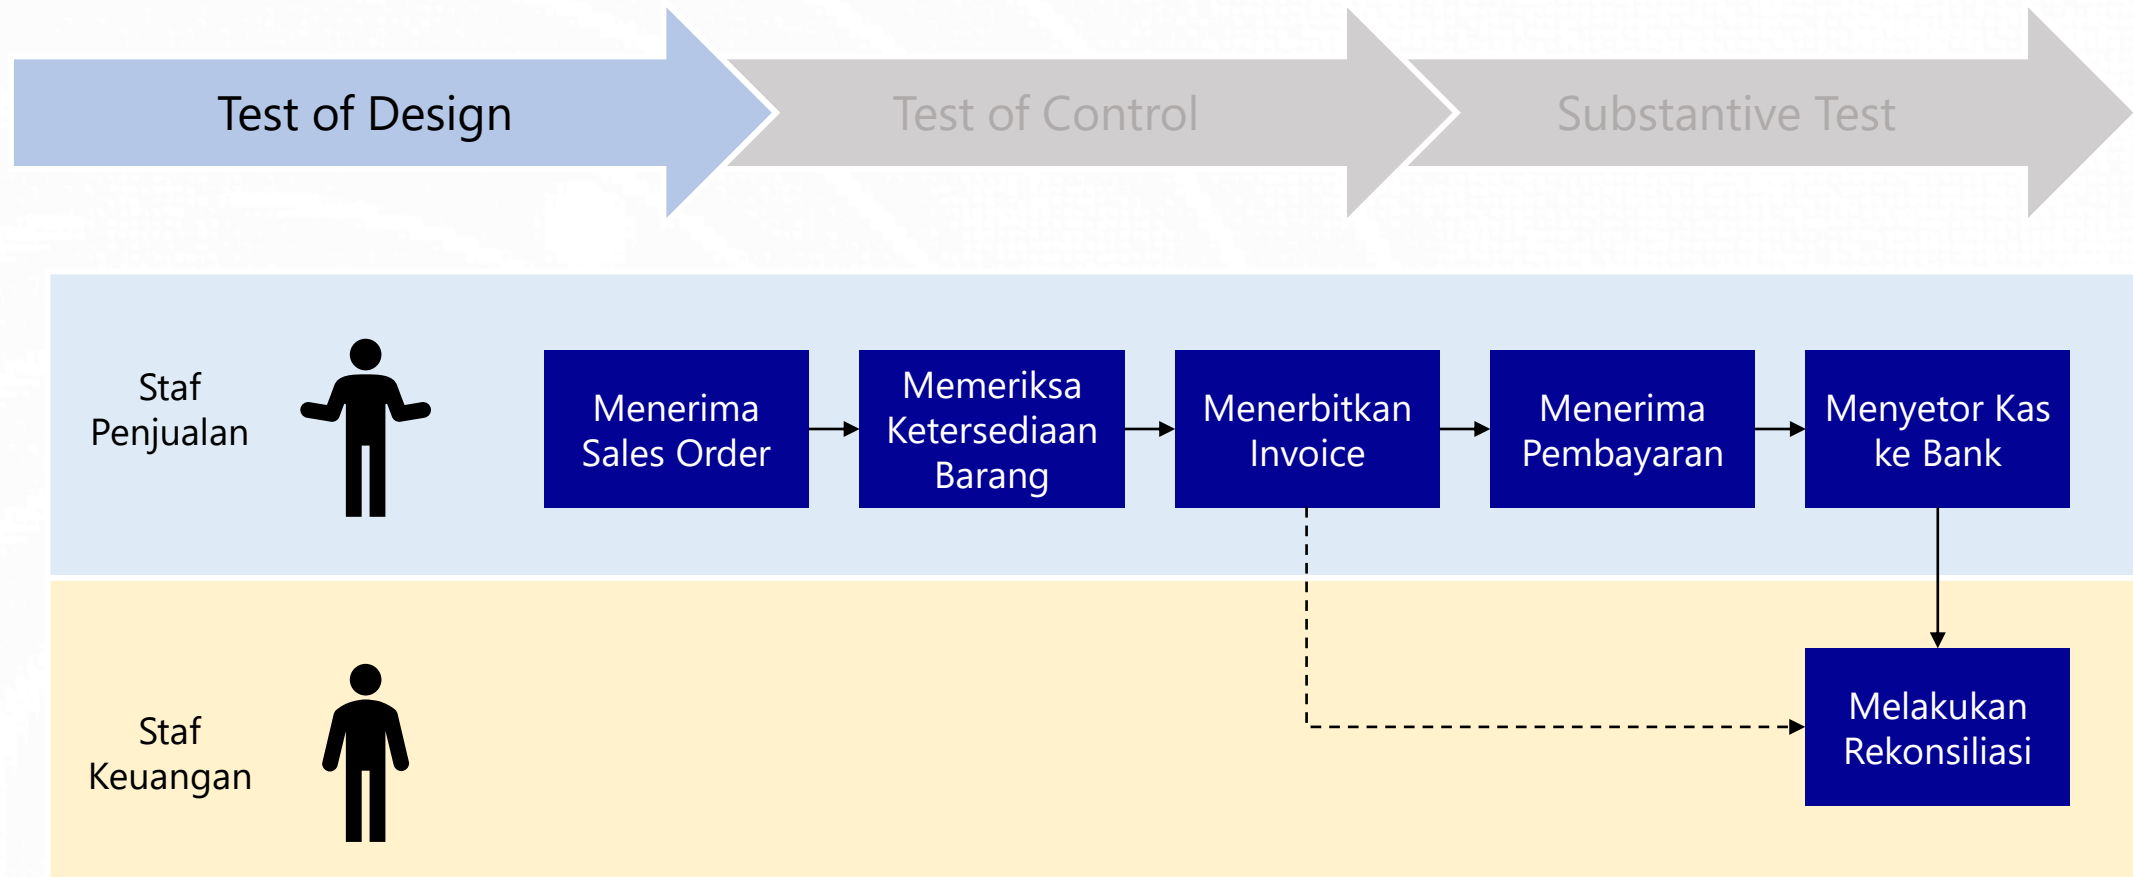 Test of Design
Test of Control
Substantive Test
Staf
Penjualan
Menerima
Sales Order
Memeriksa
Ketersediaan
Barang
Menerbitkan
Invoice
Menerima
Pembayaran
Menyetor Kas
ke Bank
Staf
Keuangan
Melakukan
Rekonsiliasi